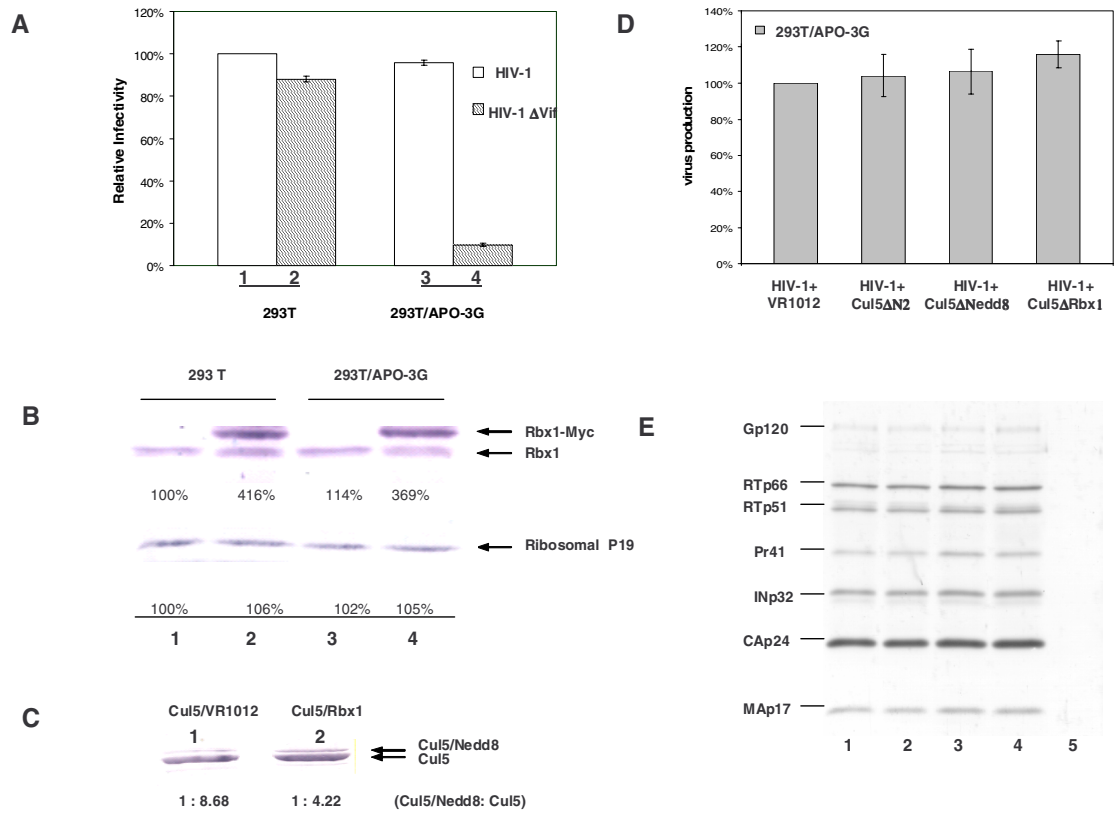 A
120%
100%
80%
60%
40%
20%
0%
Relative Infectivity
HIV-1
HIV-1 ΔVif
1 2 3 4
293T 293T/APO-3G
B
293 T 293T/APO-3G
Rbx1-Myc
Rbx1
100% 416% 114% 369%
Ribosomal P19
100% 106% 102% 105%
1 2 3 4
C
Cul5/VR1012 Cul5/Rbx1
1 2
Cul5/Nedd8
Cul5
1 : 8.68 1 : 4.22 (Cul5/Nedd8: Cul5)
D
140%
120%
100%
80%
60%
40%
20%
0%
virus production
293T/APO-3G
HIV-1+ HIV-1+ HIV-1+ HIV-1+
VR1012 Cul5ΔN2 Cul5ΔNedd8 Cul5ΔRbx1
E
Gp120
RTp66
RTp51
Pr41
INp32
CAp24
MAp17
1 2 3 4 5